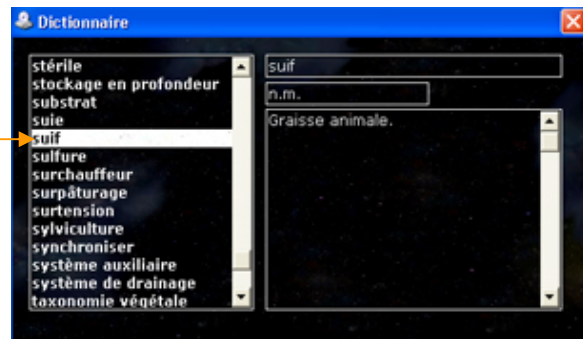 Dictionnaire
stérile
stockage en profondeur
substrat
suie
suif
sulfure
surchauffeur
surpâturage
surtension
sylviculture
synchroniser
système auxiliaire
système de drainage
taxonomie végétale
suif
n.m.
Graisse animale.